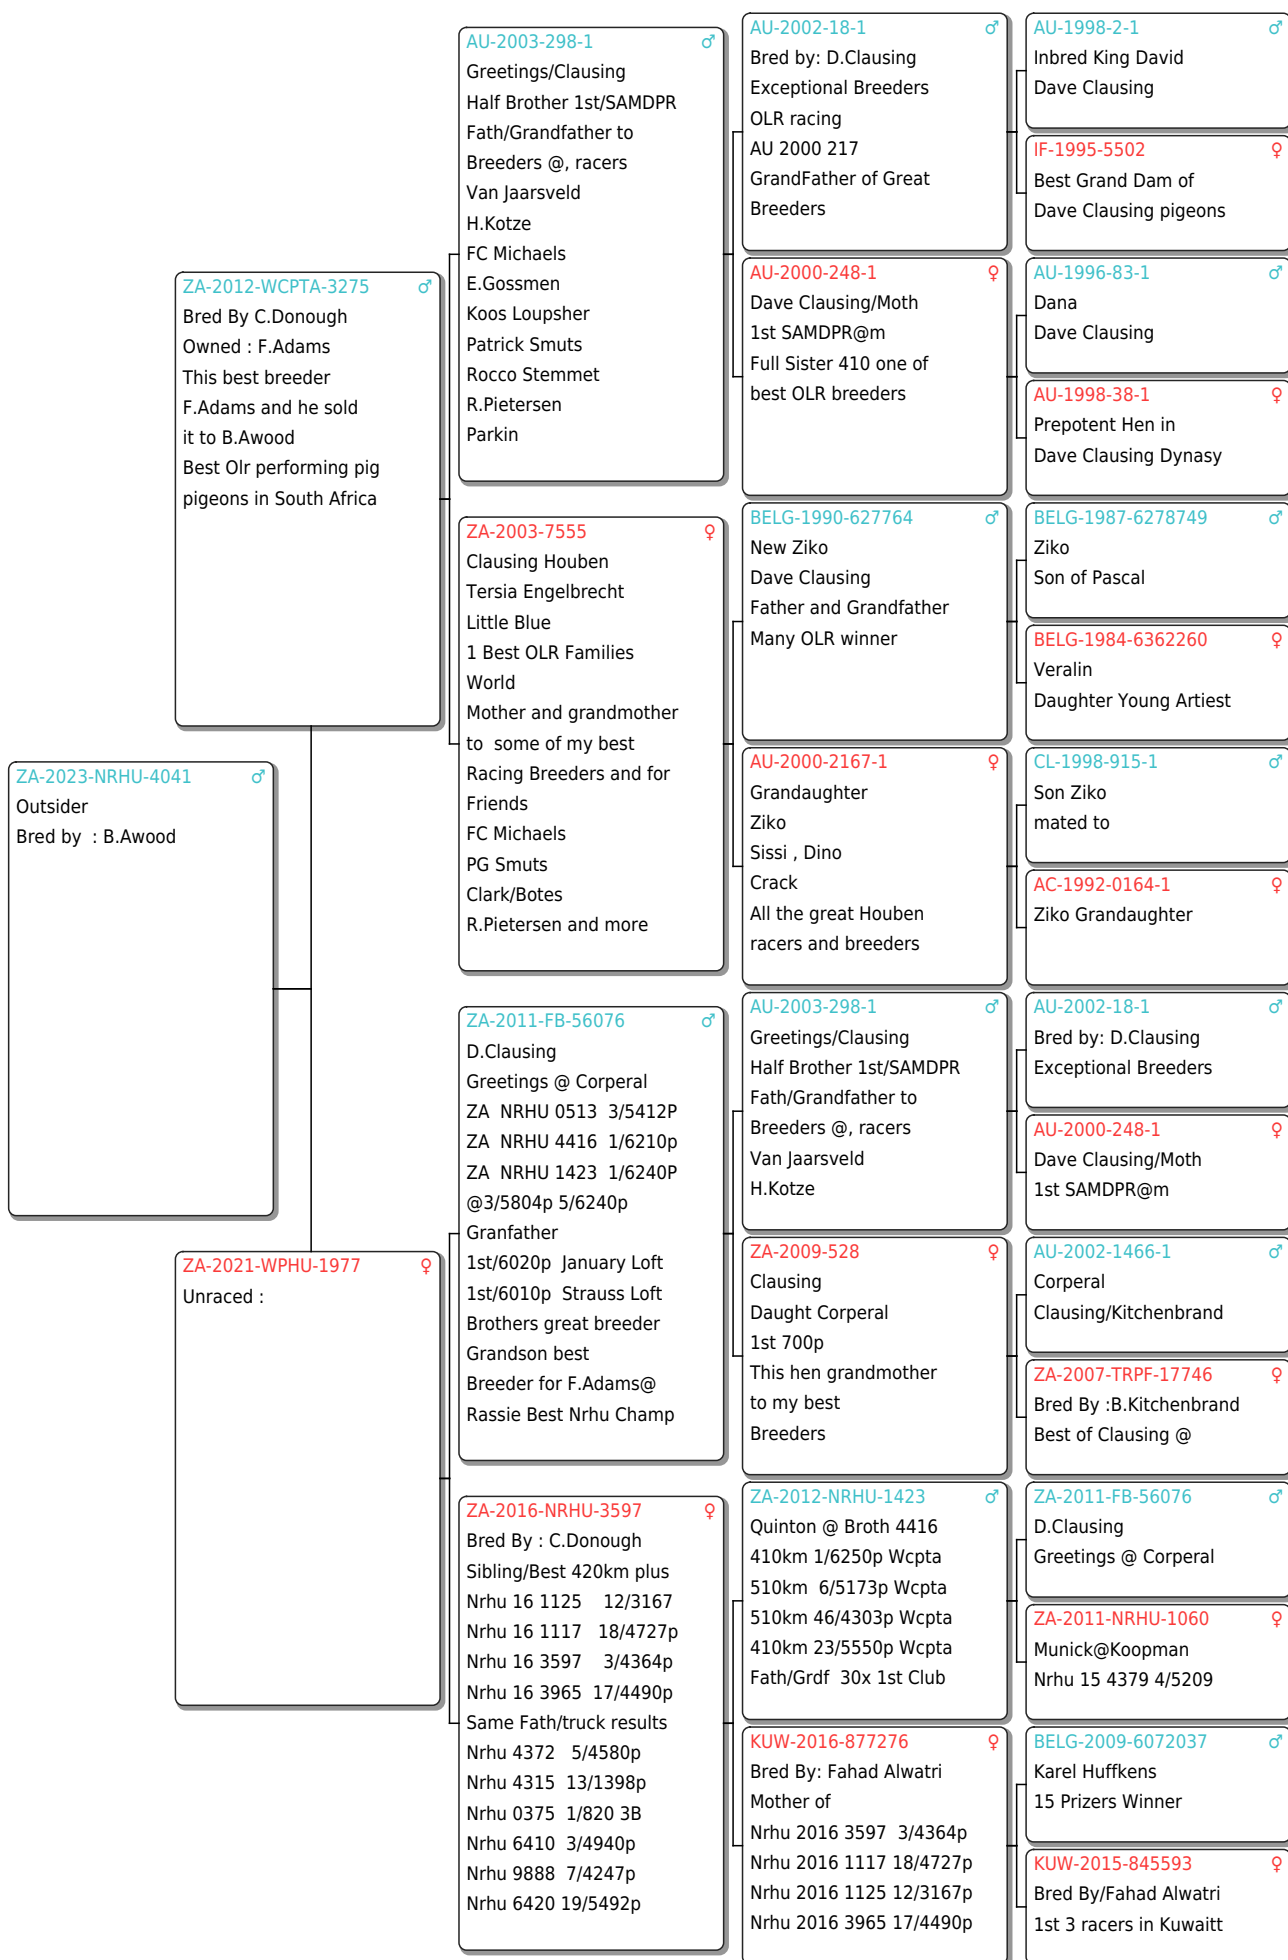 ZA-2023-NRHU-4041 ♂
Outsider
Bred by : B.Awood
ZA-2012-WCPTA-3275 ♂
Bred By C.Donough
Owned : F.Adams
This best breeder
F.Adams and he sold
it to B.Awood
Best Olr performing pig
pigeons in South Africa
ZA-2021-WPHU-1977 ♀
Unraced :
AU-2003-298-1 ♂
Greetings/Clausing
Half Brother 1st/SAMDPR
Fath/Grandfather to
Breeders @, racers
Van Jaarsveld
H.Kotze
FC Michaels
E.Gossmen
Koos Loupsher
Patrick Smuts
Rocco Stemmet
R.Pietersen
Parkin
ZA-2003-7555 ♀
Clausing Houben
Tersia Engelbrecht
Little Blue
1 Best OLR Families
World
Mother and grandmother
to some of my best
Racing Breeders and for
Friends
FC Michaels
PG Smuts
Clark/Botes
R.Pietersen and more
ZA-2011-FB-56076 ♂
D.Clausing
Greetings @ Corperal
ZA NRHU 0513 3/5412P
ZA NRHU 4416 1/6210p
ZA NRHU 1423 1/6240P
@3/5804p 5/6240p
Granfather
1st/6020p January Loft
1st/6010p Strauss Loft
Brothers great breeder
Grandson best
Breeder for F.Adams@
Rassie Best Nrhu Champ
ZA-2016-NRHU-3597 ♀
Bred By : C.Donough
Sibling/Best 420km plus
Nrhu 16 1125 12/3167
Nrhu 16 1117 18/4727p
Nrhu 16 3597 3/4364p
Nrhu 16 3965 17/4490p
Same Fath/truck results
Nrhu 4372 5/4580p
Nrhu 4315 13/1398p
Nrhu 0375 1/820 3B
Nrhu 6410 3/4940p
Nrhu 9888 7/4247p
Nrhu 6420 19/5492p
AU-2002-18-1 ♂
Bred by: D.Clausing
Exceptional Breeders
OLR racing
AU 2000 217
GrandFather of Great
Breeders
AU-2000-248-1 ♀
Dave Clausing/Moth
1st SAMDPR@m
Full Sister 410 one of
best OLR breeders
BELG-1990-627764 ♂
New Ziko
Dave Clausing
Father and Grandfather
Many OLR winner
AU-2000-2167-1 ♀
Grandaughter
Ziko
Sissi , Dino
Crack
All the great Houben
racers and breeders
AU-2003-298-1 ♂
Greetings/Clausing
Half Brother 1st/SAMDPR
Fath/Grandfather to
Breeders @, racers
Van Jaarsveld
H.Kotze
ZA-2009-528 ♀
Clausing
Daught Corperal
1st 700p
This hen grandmother
to my best
Breeders
ZA-2012-NRHU-1423 ♂
Quinton @ Broth 4416
410km 1/6250p Wcpta
510km 6/5173p Wcpta
510km 46/4303p Wcpta
410km 23/5550p Wcpta
Fath/Grdf 30x 1st Club
KUW-2016-877276 ♀
Bred By: Fahad Alwatri
Mother of
Nrhu 2016 3597 3/4364p
Nrhu 2016 1117 18/4727p
Nrhu 2016 1125 12/3167p
Nrhu 2016 3965 17/4490p
AU-1998-2-1 ♂
Inbred King David
Dave Clausing
IF-1995-5502 ♀
Best Grand Dam of
Dave Clausing pigeons
AU-1996-83-1 ♂
Dana
Dave Clausing
AU-1998-38-1 ♀
Prepotent Hen in
Dave Clausing Dynasy
BELG-1987-6278749 ♂
Ziko
Son of Pascal
BELG-1984-6362260 ♀
Veralin
Daughter Young Artiest
CL-1998-915-1 ♂
Son Ziko
mated to
AC-1992-0164-1 ♀
Ziko Grandaughter
AU-2002-18-1 ♂
Bred by: D.Clausing
Exceptional Breeders
AU-2000-248-1 ♀
Dave Clausing/Moth
1st SAMDPR@m
AU-2002-1466-1 ♂
Corperal
Clausing/Kitchenbrand
ZA-2007-TRPF-17746 ♀
Bred By :B.Kitchenbrand
Best of Clausing @
ZA-2011-FB-56076 ♂
D.Clausing
Greetings @ Corperal
ZA-2011-NRHU-1060 ♀
Munick@Koopman
Nrhu 15 4379 4/5209
BELG-2009-6072037 ♂
Karel Huffkens
15 Prizers Winner
KUW-2015-845593 ♀
Bred By/Fahad Alwatri
1st 3 racers in Kuwaitt